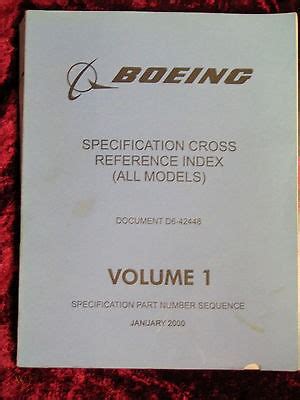 BOEING
SPECIFICATION CROSS
REFERENCE INDEX
(ALL MODELS)
DOCUMENT D6-42448
VOLUME 1
SPECIFICATION PART NUMBER SEQUENCE
JANUARY 2000